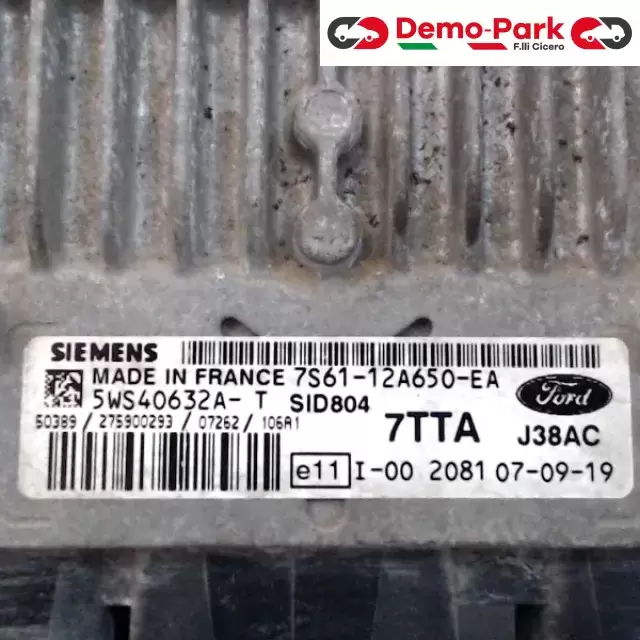 Demo-Park
F.lli Cicero
SIEMENS
MADE IN FRANCE 7S61-12A650-EA
5WS40632A- T SID804
Ford
50389 / 275900293 / 07262 / 106A1
7TTA J38AC
e11 I-00 2081 07-09-19